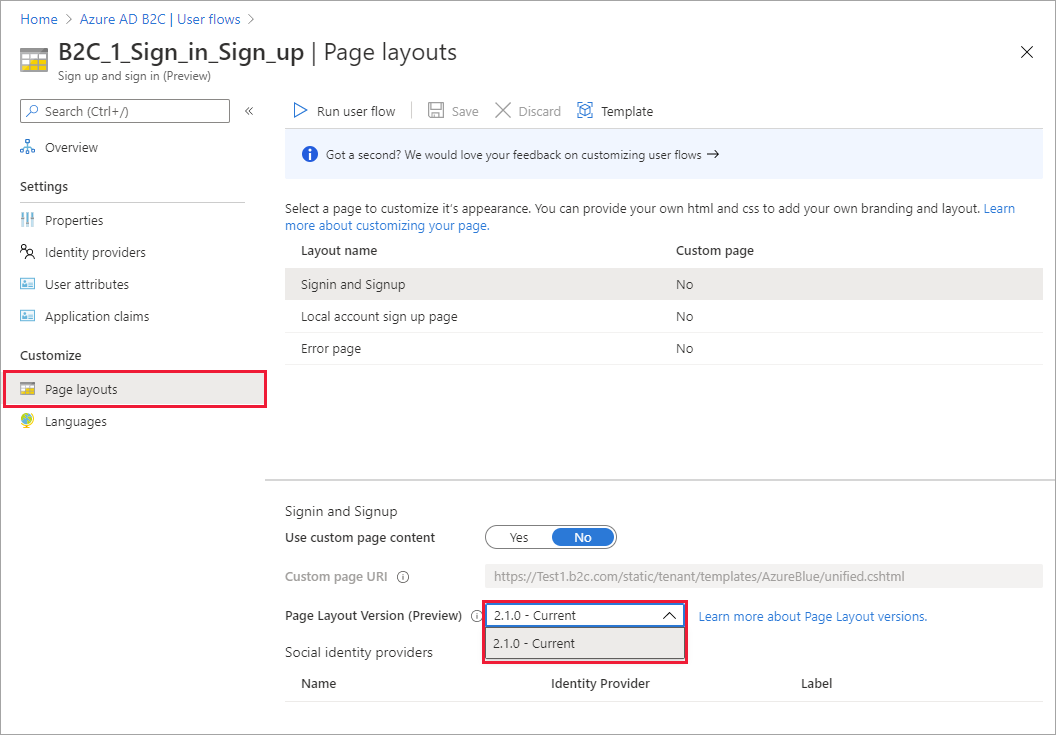 Home > Azure AD B2C | User flows >
B2C_1_Sign_in_Sign_up | Page layouts
Sign up and sign in (Preview)
Search (Ctrl+/)
«
Run user flow
Save
Discard
Template
Overview
Got a second? We would love your feedback on customizing user flows →
Settings
Properties
Identity providers
User attributes
Application claims
Customize
Page layouts
Languages
Select a page to customize it's appearance. You can provide your own html and css to add your own branding and layout. Learn
more about customizing your page.
Layout name Custom page
Signin and Signup No
Local account sign up page No
Error page No
Signin and Signup
Use custom page content Yes No
Custom page URI https://Test1.b2c.com/static/tenant/templates/AzureBlue/unified.cshtml
Page Layout Version (Preview) 2.1.0 - Current Learn more about Page Layout versions.
2.1.0 - Current
Social identity providers
Name Identity Provider Label